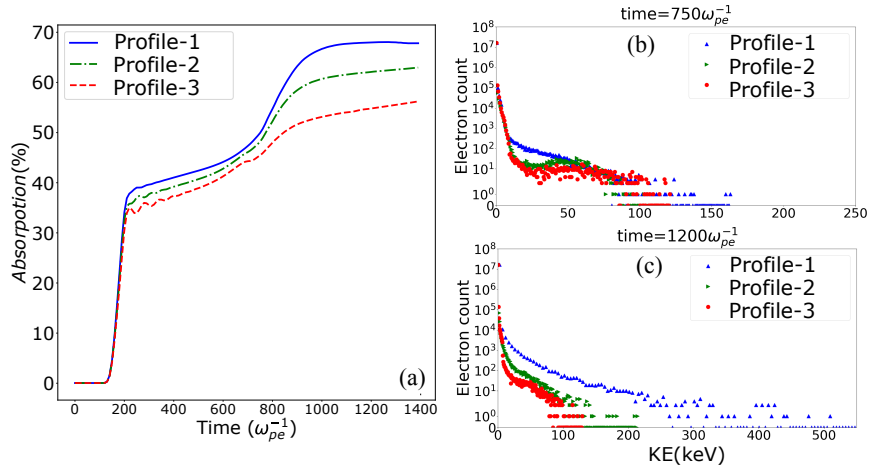 70
60
50
40
30
20
10
0
Absorpotion(%)
Profile-1
Profile-2
Profile-3
(a)
0 200 400 600 800 1000 1200 1400
Time (ω_pe^-1)
time=750ω_pe^-1
10^8
10^7
10^6
10^5
10^4
10^3
10^2
10^1
10^0
Electron count
(b)
Profile-1
Profile-2
Profile-3
0 50 100 150 200 250
time=1200ω_pe^-1
10^8
10^7
10^6
10^5
10^4
10^3
10^2
10^1
10^0
Electron count
(c)
Profile-1
Profile-2
Profile-3
0 100 200 300 400 500
KE(keV)